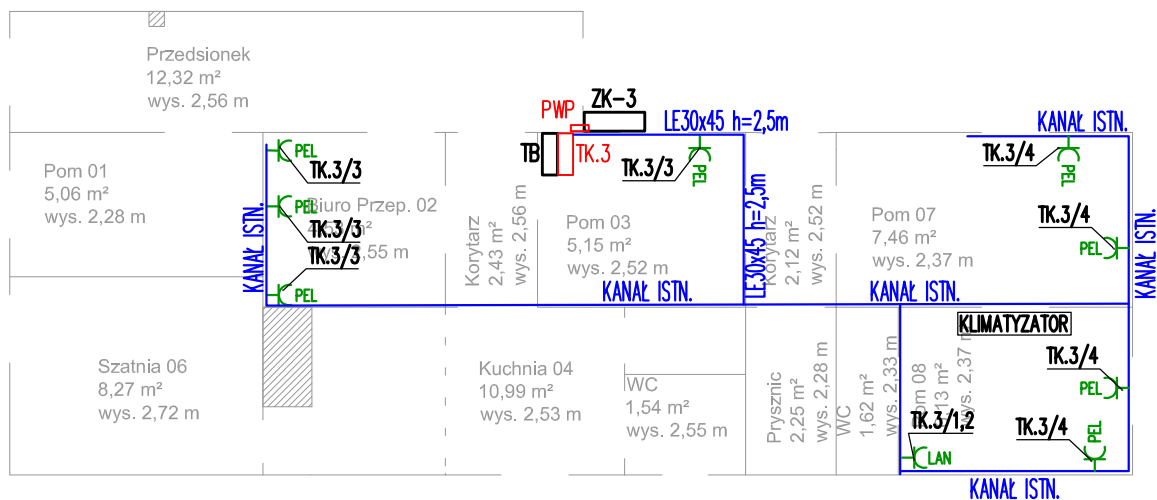 Przedsionek
12,32 m²
wys. 2,56 m
PWP
ZK-3
LE30x45 h=2,5m
KANAŁ ISTN.
TB
TK.3
Pom 01
5,06 m²
wys. 2,28 m
PEL
TK.3/3
PEL
TK.3/3
PEL
TK.3/3
Biuro Przep. 02
KANAŁ ISTN.
Korytarz
2,43 m²
wys. 2,56 m
Pom 03
5,15 m²
wys. 2,52 m
TK.3/3
PEL
LE30x45 h=2,5m
Korytarz
2,12 m²
wys. 2,52 m
Pom 07
7,46 m²
wys. 2,37 m
TK.3/4
PEL
TK.3/4
PEL
KANAŁ ISTN.
KANAŁ ISTN.
KANAŁ ISTN.
KLIMATYZATOR
Szatnia 06
8,27 m²
wys. 2,72 m
Kuchnia 04
10,99 m²
wys. 2,53 m
WC
1,54 m²
wys. 2,55 m
Prysznic
2,25 m²
wys. 2,28 m
WC
1,62 m²
wys. 2,33 m
08
wys. 2,37 m
TK.3/4
PEL
TK.3/1,2
LAN
TK.3/4
PEL
KANAŁ ISTN.